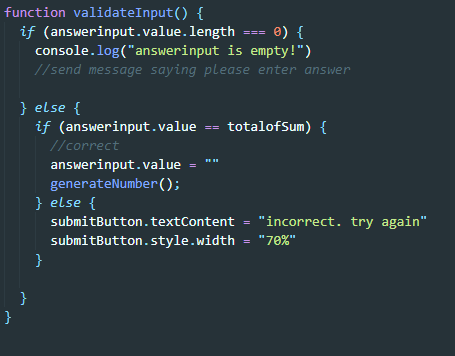 function validateInput() {
if (answerinput.value.length === 0) {
console.log("answerinput is empty!")
//send message saying please enter answer
} else {
if (answerinput.value == totalofSum) {
//correct
answerinput.value = ""
generateNumber();
} else {
submitButton.textContent = "incorrect. try again"
submitButton.style.width = "70%"
}
}
}